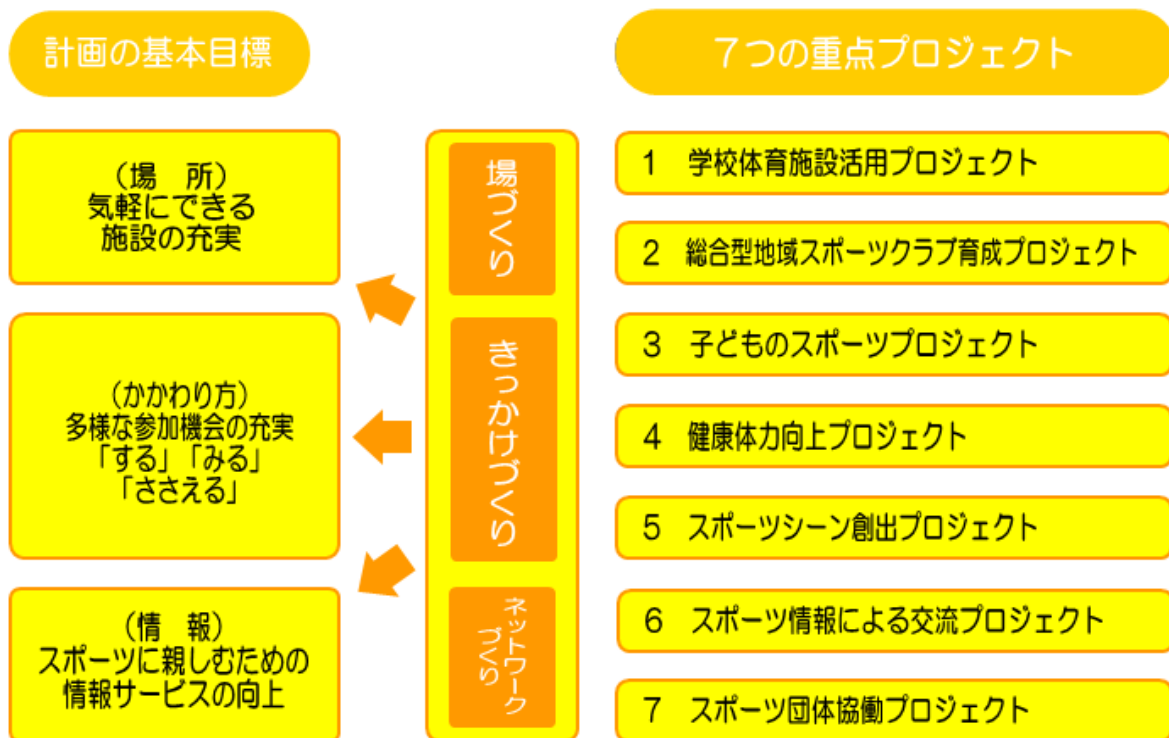 計画の基本目標
(場　所)
気軽にできる
施設の充実
(かかわり方)
多様な参加機会の充実
「する」「みる」
「ささえる」
(情　報)
スポーツに親しむための
情報サービスの向上
場づくり
きっかけづくり
ネットワーク
づくり
７つの重点プロジェクト
1　学校体育施設活用プロジェクト
2　総合型地域スポーツクラブ育成プロジェクト
3　子どものスポーツプロジェクト
4　健康体力向上プロジェクト
5　スポーツシーン創出プロジェクト
6　スポーツ情報による交流プロジェクト
7　スポーツ団体協働プロジェクト